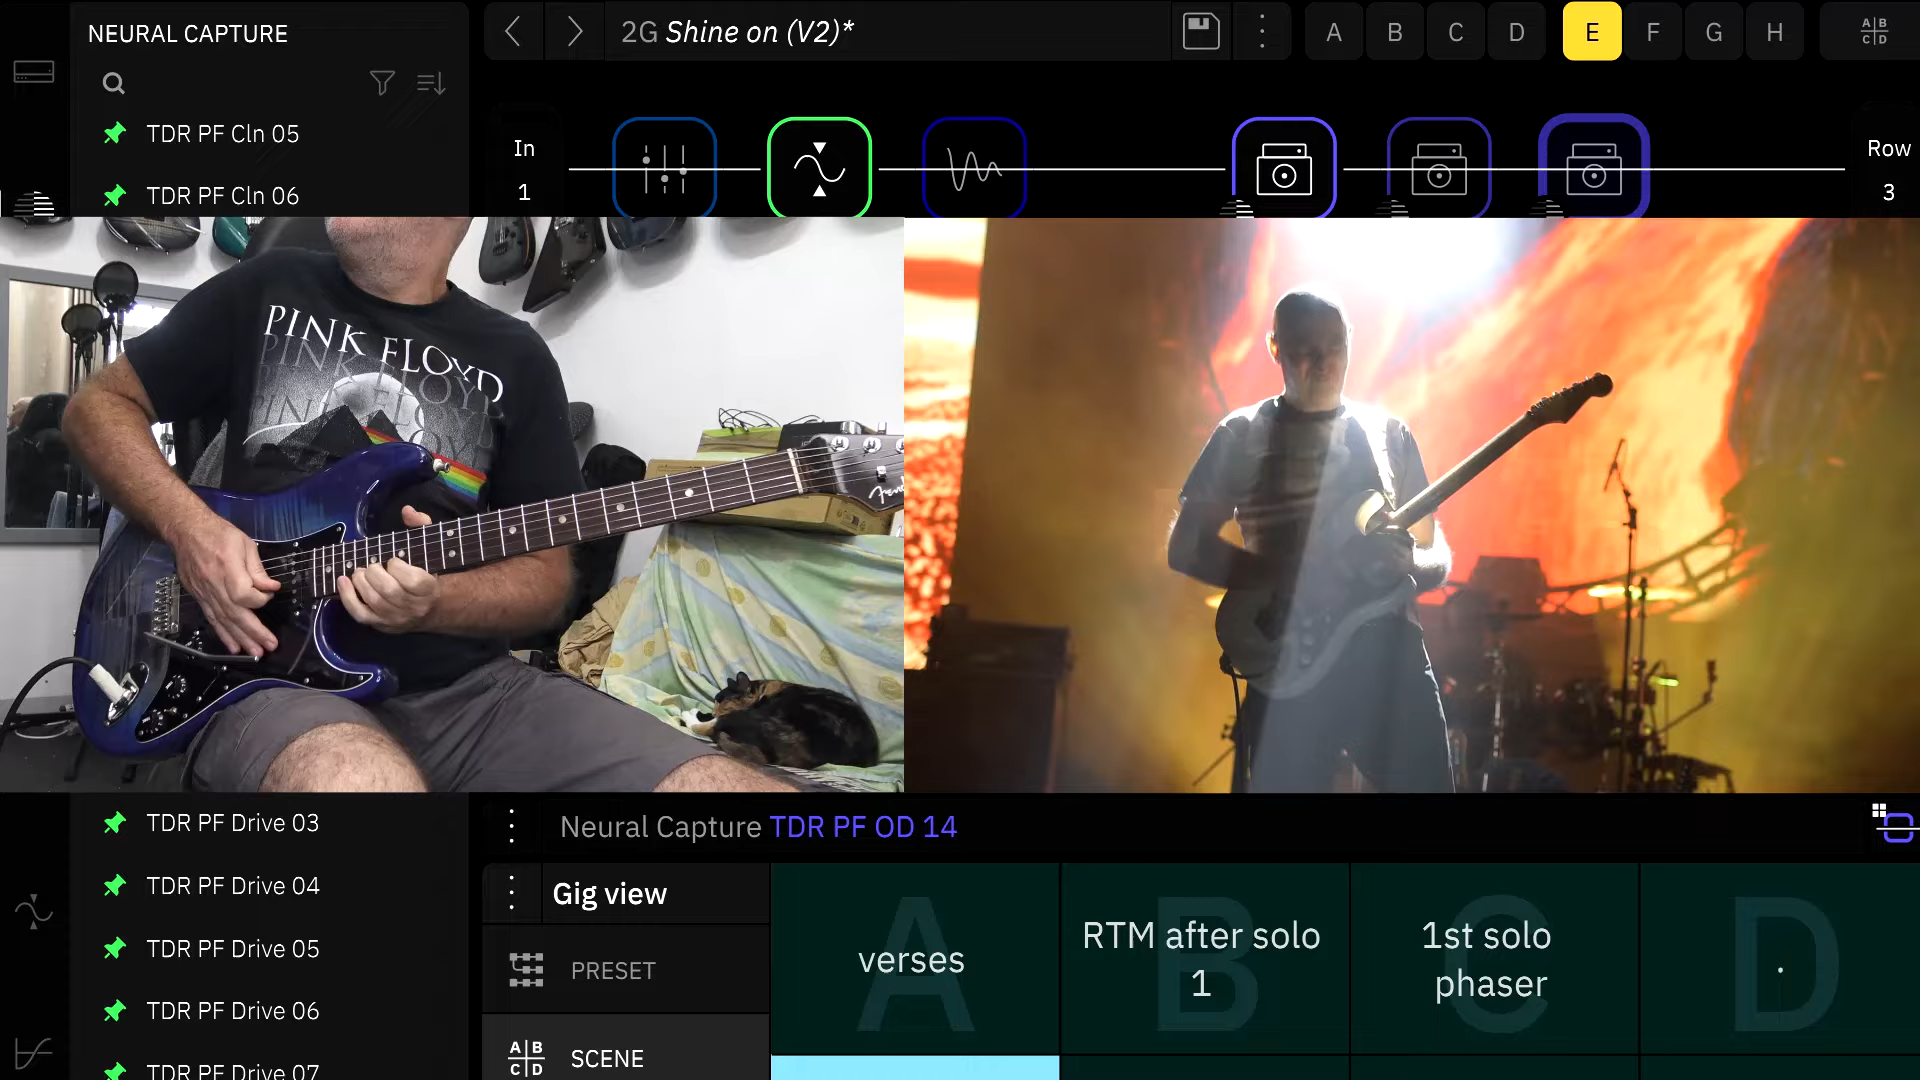 NEURAL CAPTURE
2G Shine on (V2)*
A
B
C
D
E
F
G
H
A B
C D
TDR PF Cln 05
TDR PF Cln 06
In
1
Row
3
PINK FLOYD
PINK FLOYD
TDR PF Drive 03
TDR PF Drive 04
TDR PF Drive 05
TDR PF Drive 06
TDR PF Drive 07
Neural Capture TDR PF OD 14
Gig view
PRESET
A B
C D
SCENE
A
verses
B
RTM after solo
1
C
1st solo
phaser
D
.